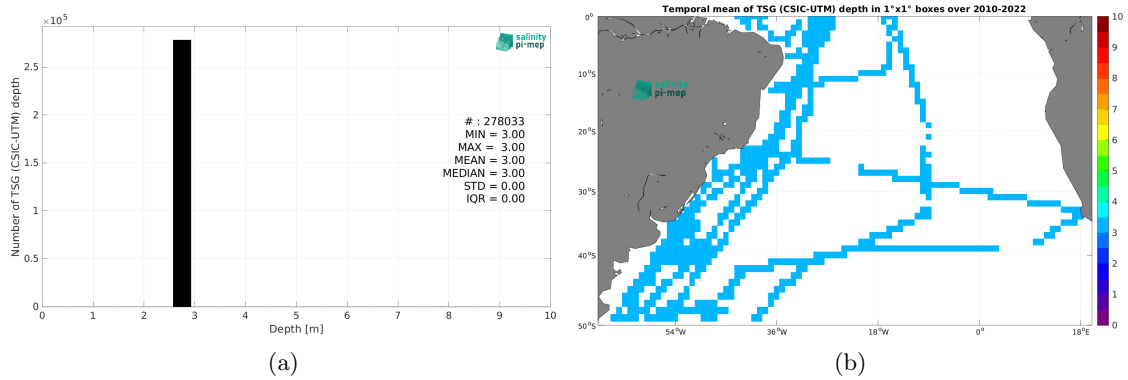 ×10⁵
2.5
2
1.5
1
0.5
0
Number of TSG (CSIC-UTM) depth
salinity
pi-mep
# : 278033
MIN = 3.00
MAX = 3.00
MEAN = 3.00
MEDIAN = 3.00
STD = 0.00
IQR = 0.00
0 1 2 3 4 5 6 7 8 9 10
Depth [m]
(a)
Temporal mean of TSG (CSIC-UTM) depth in 1°x1° boxes over 2010-2022
0°
10°S
20°S
30°S
40°S
50°S
salinity
pi-mep
54°W 36°W 18°W 0° 18°E
10
9
8
7
6
5
4
3
2
1
0
(b)